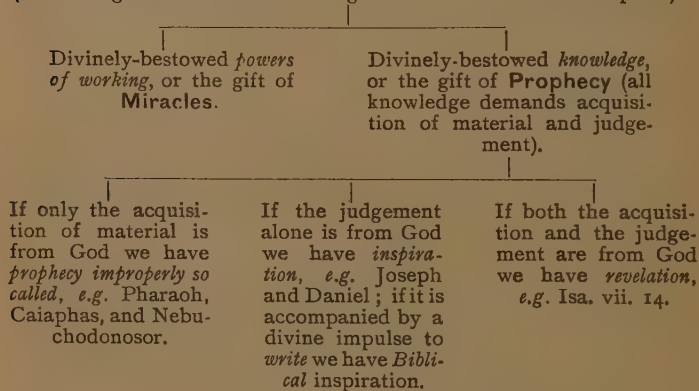 Divinely-bestowed powers
of working, or the gift of
Miracles.
Divinely-bestowed knowledge,
or the gift of Prophecy (all
knowledge demands acquisi-
tion of material and judge-
ment).
If only the acquisi-
tion of material is
from God we have
prophecy improperly so
called, e.g. Pharaoh,
Caiaphas, and Nebu-
chodonosor.
If the judgement
alone is from God
we have inspira-
tion, e.g. Joseph
and Daniel; if it is
accompanied by a
divine impulse to
write we have Bibli-
cal inspiration.
If both the acquisi-
tion and the judge-
ment are from God
we have revelation,
e.g. Isa. vii. 14.